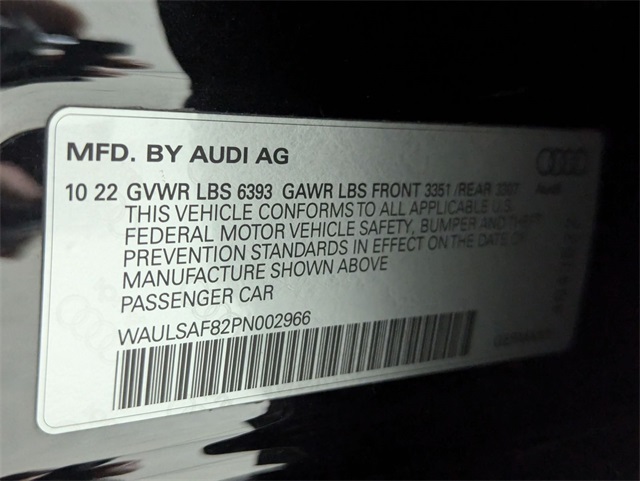 MFD. BY AUDI AG
10 22 GVWR LBS 6393 GAWR LBS FRONT 3351 /REAR
THIS VEHICLE CONFORMS TO ALL APPLICABLE U.S.
FEDERAL MOTOR VEHICLE SAFETY, BUMPER AND THEFT
PREVENTION STANDARDS IN EFFECT ON THE DATE OF
MANUFACTURE SHOWN ABOVE
PASSENGER CAR
WAULSAF82PN002966
Audi